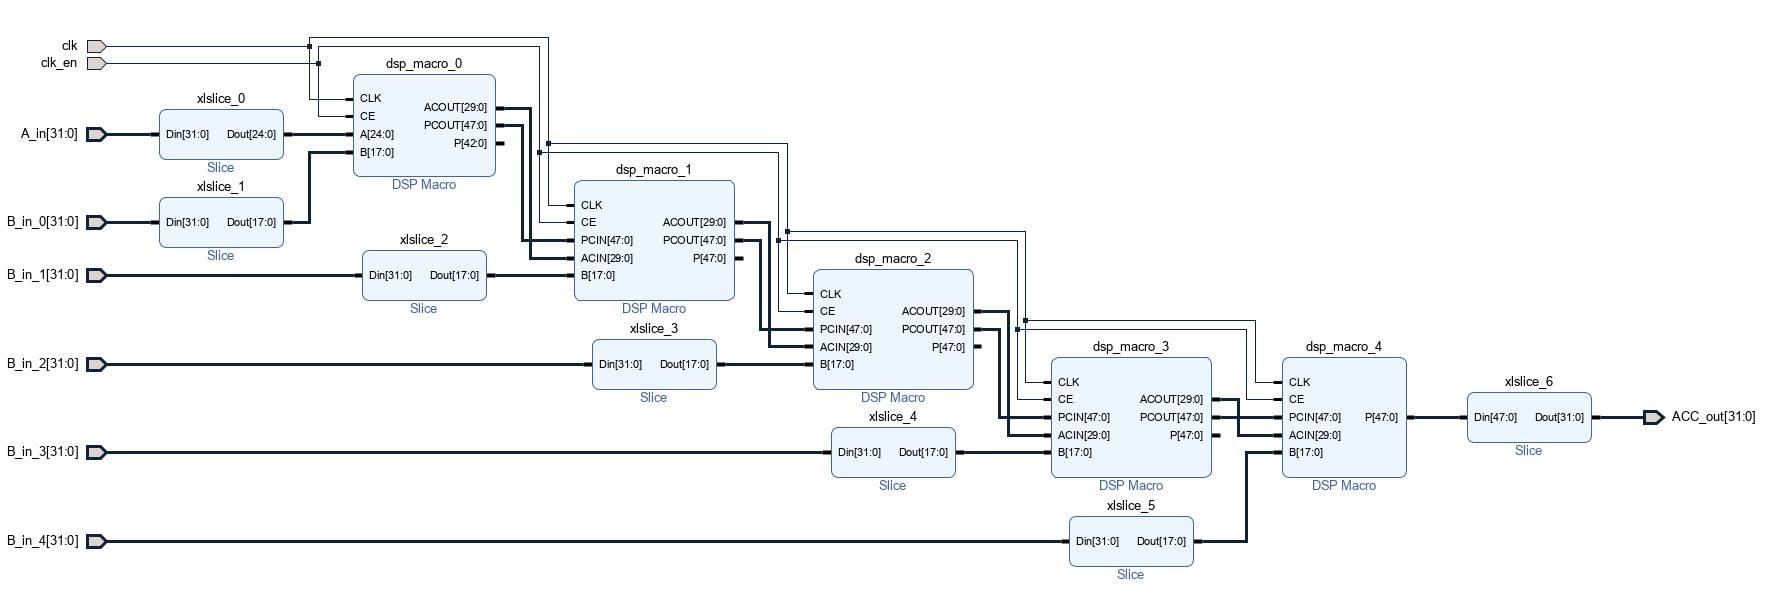 clk
clk_en
dsp_macro_0
CLK
CE
A[24:0]
B[17:0]
ACOUT[29:0]
PCOUT[47:0]
P[42:0]
DSP Macro
xlslice_0
A_in[31:0]
Din[31:0] Dout[24:0]
Slice
xlslice_1
B_in_0[31:0]
Din[31:0] Dout[17:0]
Slice
dsp_macro_1
CLK
CE
PCIN[47:0]
ACIN[29:0]
B[17:0]
ACOUT[29:0]
PCOUT[47:0]
P[47:0]
DSP Macro
xlslice_2
B_in_1[31:0]
Din[31:0] Dout[17:0]
Slice
dsp_macro_2
CLK
CE
PCIN[47:0]
ACIN[29:0]
B[17:0]
ACOUT[29:0]
PCOUT[47:0]
P[47:0]
DSP Macro
xlslice_3
B_in_2[31:0]
Din[31:0] Dout[17:0]
Slice
dsp_macro_3
CLK
CE
PCIN[47:0]
ACIN[29:0]
B[17:0]
ACOUT[29:0]
PCOUT[47:0]
P[47:0]
DSP Macro
dsp_macro_4
CLK
CE
PCIN[47:0]
ACIN[29:0]
B[17:0]
P[47:0]
DSP Macro
xlslice_6
Din[47:0] Dout[31:0]
Slice
ACC_out[31:0]
xlslice_4
B_in_3[31:0]
Din[31:0] Dout[17:0]
Slice
xlslice_5
B_in_4[31:0]
Din[31:0] Dout[17:0]
Slice